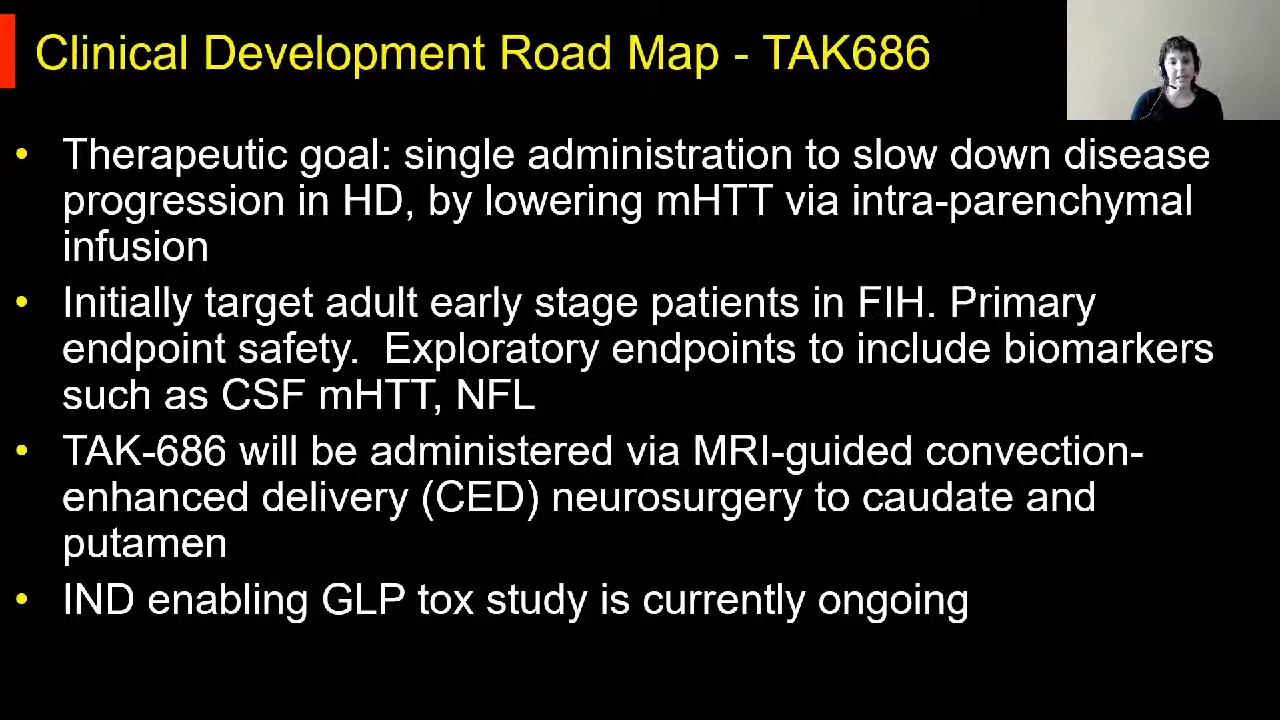 Clinical Development Road Map - TAK686
• Therapeutic goal: single administration to slow down disease
progression in HD, by lowering mHTT via intra-parenchymal
infusion
• Initially target adult early stage patients in FIH. Primary
endpoint safety.  Exploratory endpoints to include biomarkers
such as CSF mHTT, NFL
• TAK-686 will be administered via MRI-guided convection-
enhanced delivery (CED) neurosurgery to caudate and
putamen
• IND enabling GLP tox study is currently ongoing